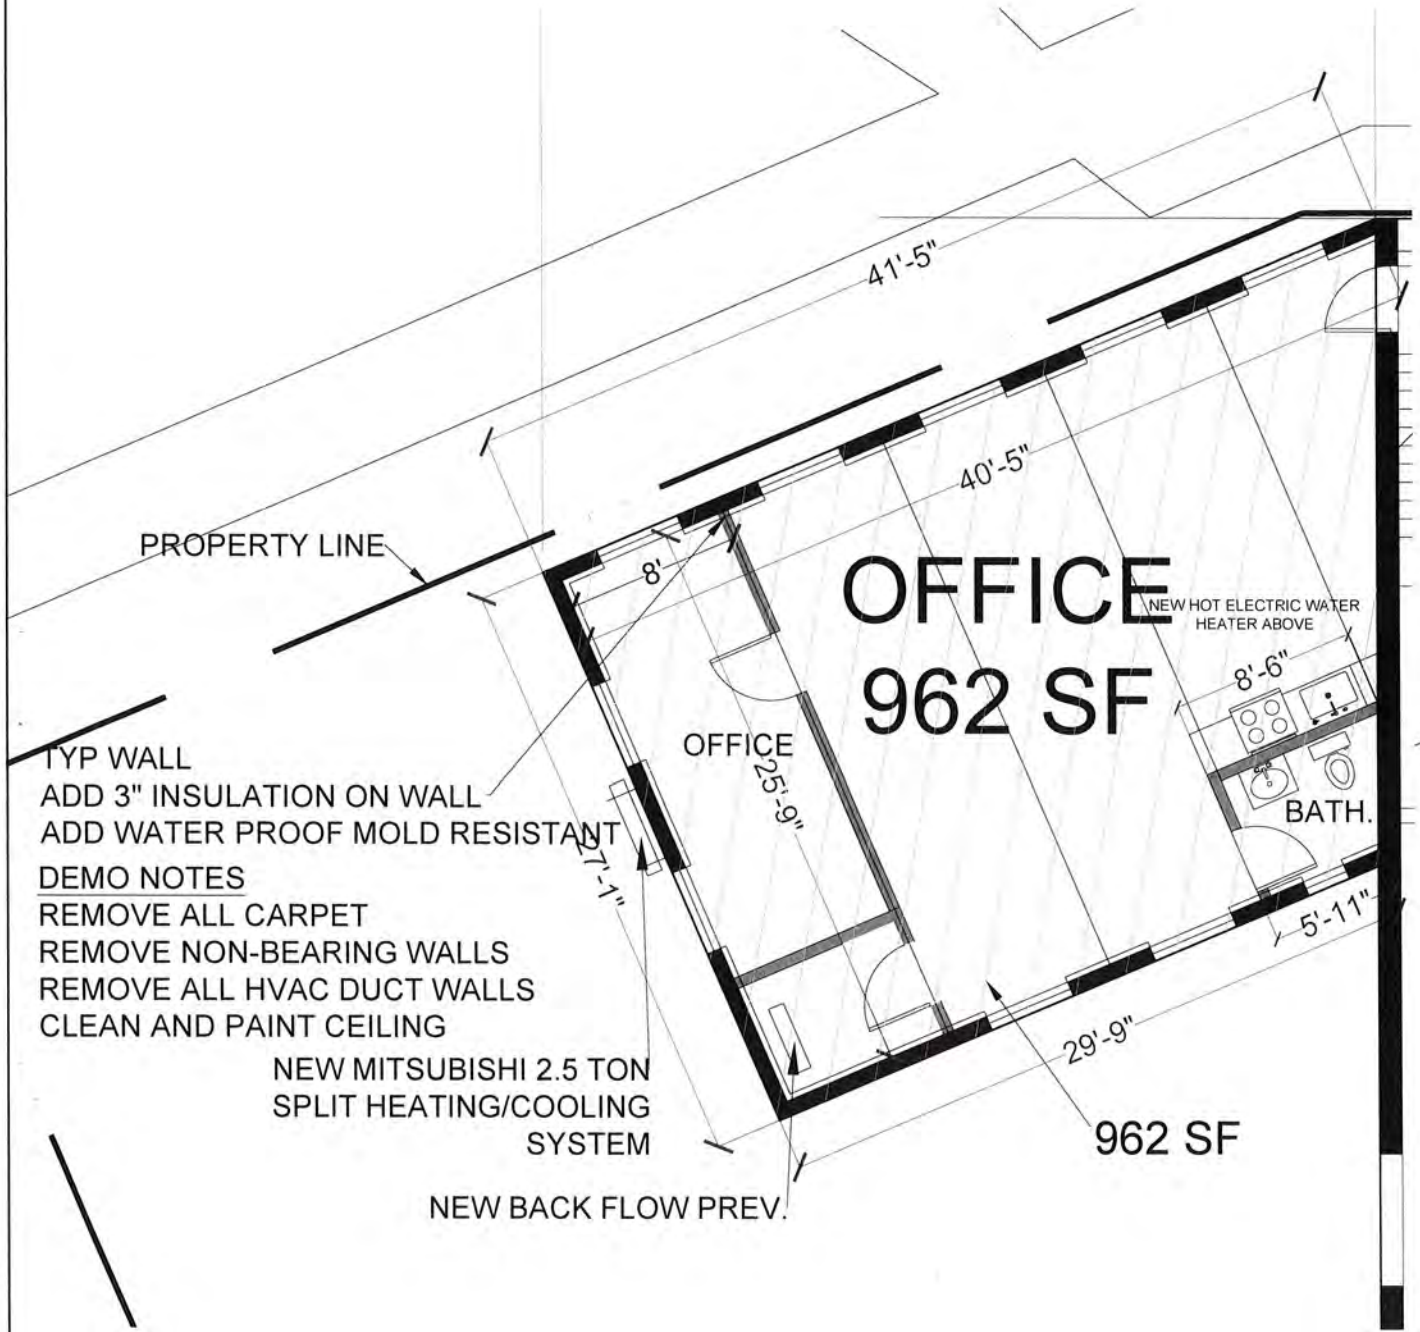 41'-5"
40'-5"
PROPERTY LINE
8'
OFFICE
962 SF
NEW HOT ELECTRIC WATER
HEATER ABOVE
8'-6"
OFFICE
25'-9"
BATH.
TYP WALL
ADD 3" INSULATION ON WALL
ADD WATER PROOF MOLD RESISTANT
27'-1"
DEMO NOTES
REMOVE ALL CARPET
REMOVE NON-BEARING WALLS
REMOVE ALL HVAC DUCT WALLS
CLEAN AND PAINT CEILING
5'-11"
29'-9"
NEW MITSUBISHI 2.5 TON
SPLIT HEATING/COOLING
SYSTEM
962 SF
NEW BACK FLOW PREV.